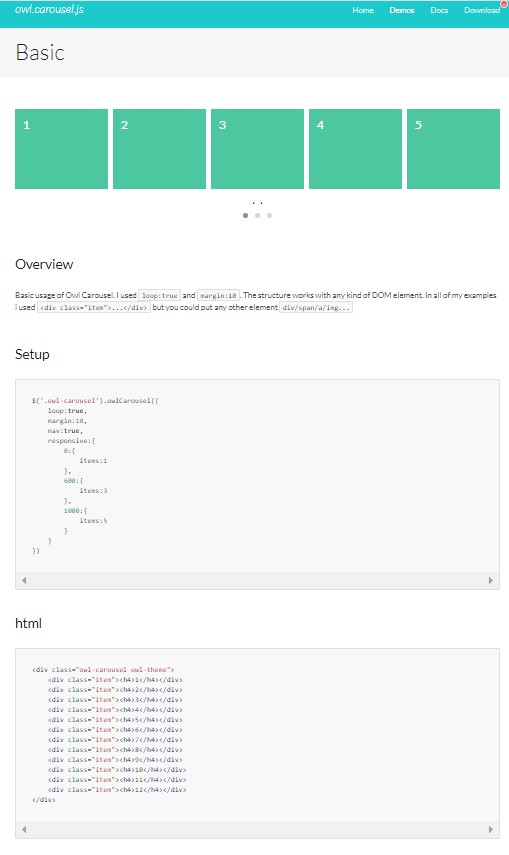 owl.carousel.js
Home Demos Docs Download
Basic
1 2 3 4 5
Overview
Basic usage of Owl Carousel. I used loop:true and margin:10. The structure works with any kind of DOM element. In all of my examples
i used <div class="item">...</div> but you could put any other element div/span/a/img...
Setup
$('.owl-carousel').owlCarousel({
    loop:true,
    margin:10,
    nav:true,
    responsive:{
        0:{
            items:1
        },
        600:{
            items:3
        },
        1000:{
            items:5
        }
    }
})
html
<div class="owl-carousel owl-theme">
    <div class="item"><h4>1</h4></div>
    <div class="item"><h4>2</h4></div>
    <div class="item"><h4>3</h4></div>
    <div class="item"><h4>4</h4></div>
    <div class="item"><h4>5</h4></div>
    <div class="item"><h4>6</h4></div>
    <div class="item"><h4>7</h4></div>
    <div class="item"><h4>8</h4></div>
    <div class="item"><h4>9</h4></div>
    <div class="item"><h4>10</h4></div>
    <div class="item"><h4>11</h4></div>
    <div class="item"><h4>12</h4></div>
</div>